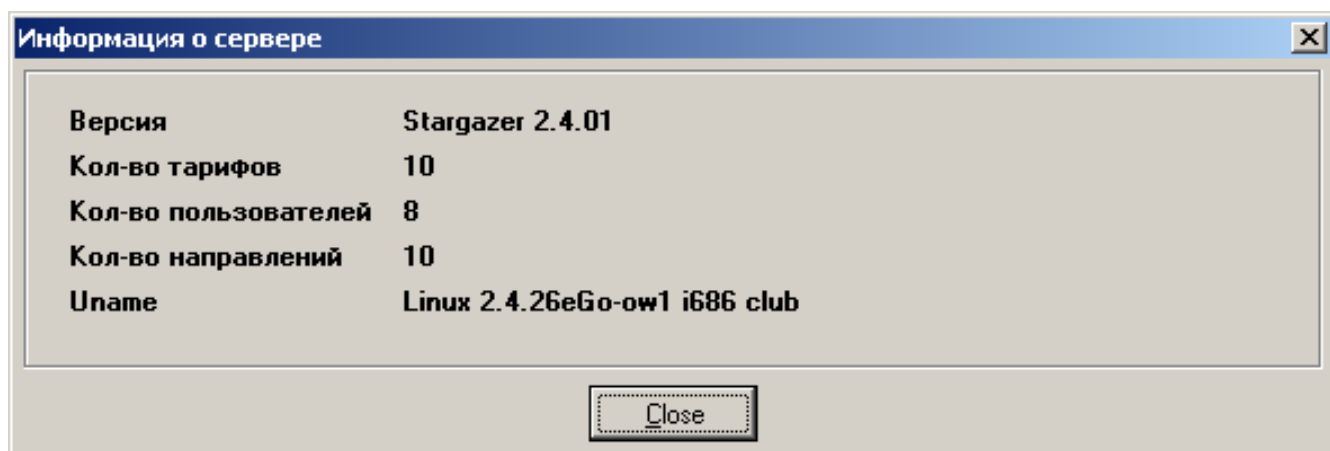 Информация о сервере
Версия Stargazer 2.4.01
Кол-во тарифов 10
Кол-во пользователей 8
Кол-во направлений 10
Uname Linux 2.4.26eGo-ow1 i686 club
Close